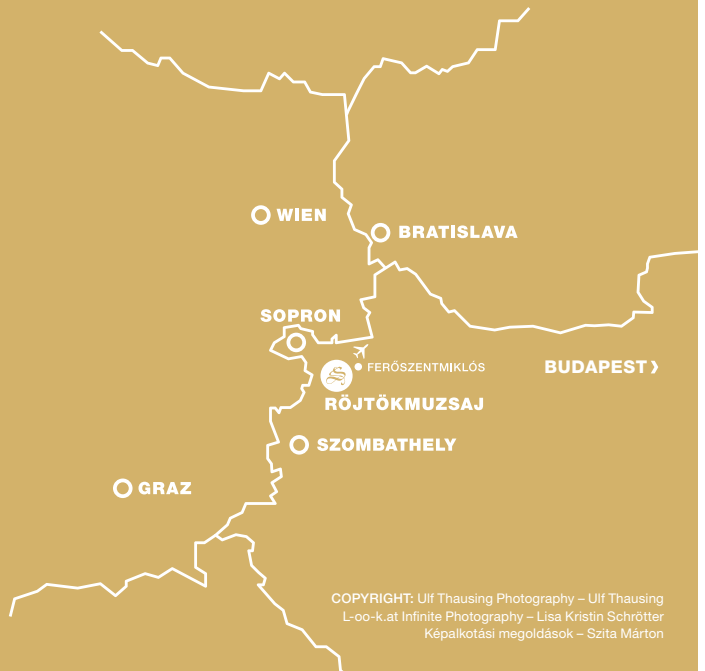 WIEN
BRATISLAVA
SOPRON
FERŐSZENTMIKLÓS
BUDAPEST ❯
RÖJTÖKMUZSAJ
SZOMBATHELY
GRAZ
COPYRIGHT: Ulf Thausing Photography – Ulf Thausing
L-oo-k.at Infinite Photography – Lisa Kristin Schrötter
Képalkotási megoldások – Szita Márton